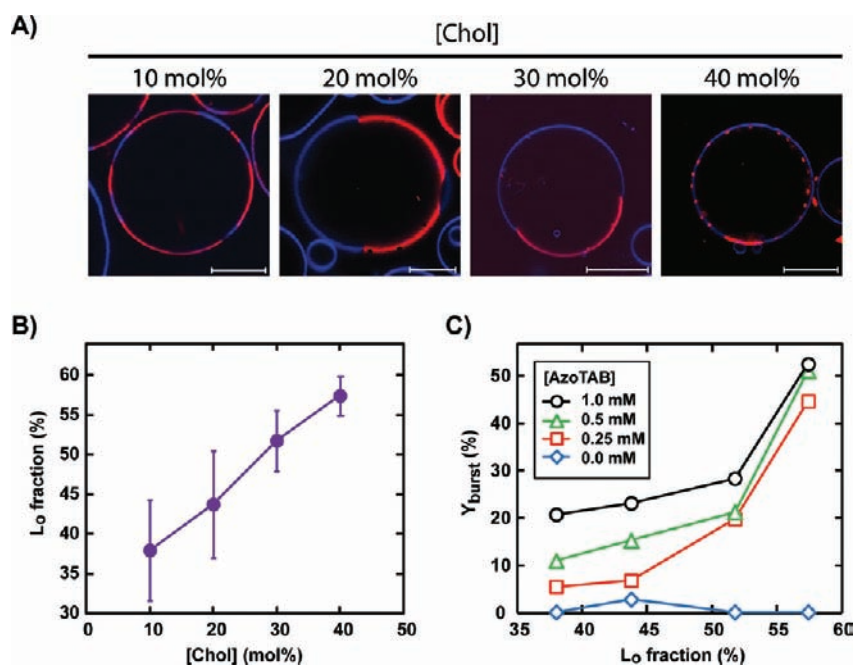 A)
[Chol]
10 mol% 20 mol% 30 mol% 40 mol%
B)
60
55
50
45
40
35
30
0 10 20 30 40 50
Lo fraction (%)
[Chol] (mol%)
C)
[AzoTAB]
1.0 mM
0.5 mM
0.25 mM
0.0 mM
50
40
30
20
10
0
35 40 45 50 55 60
Yburst (%)
Lo fraction (%)